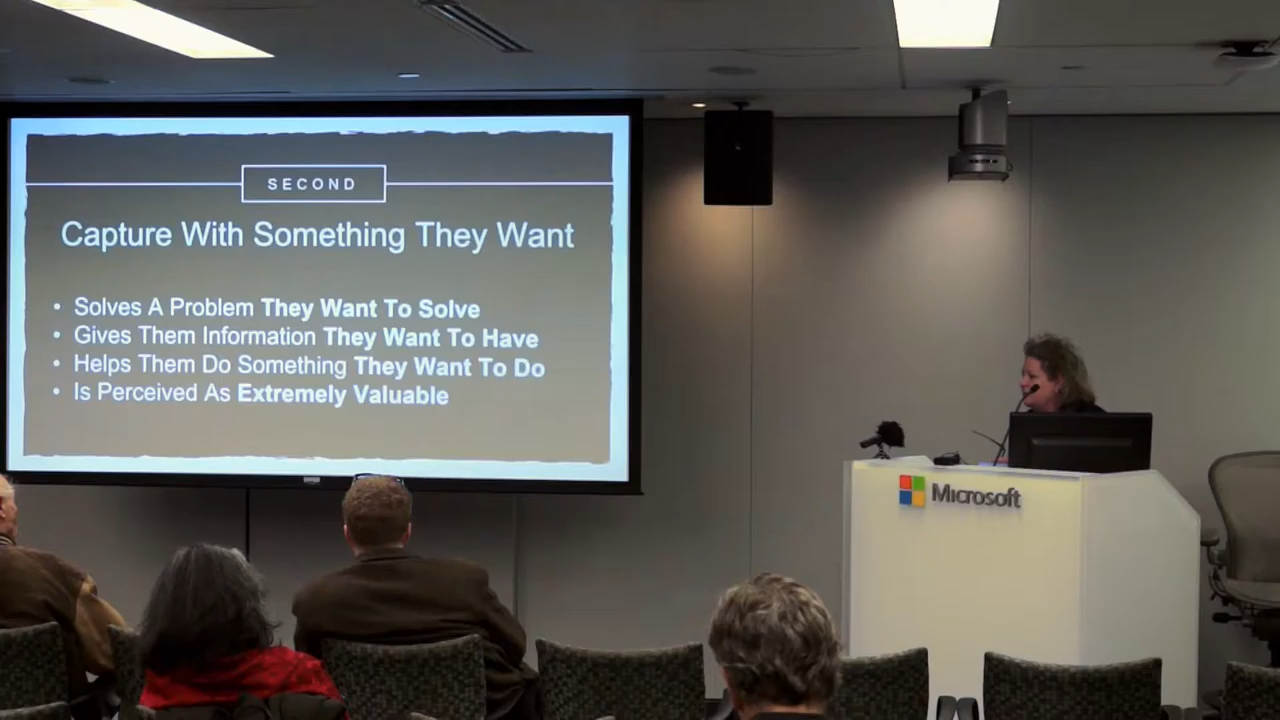 SECOND
Capture With Something They Want
• Solves A Problem They Want To Solve
• Gives Them Information They Want To Have
• Helps Them Do Something They Want To Do
• Is Perceived As Extremely Valuable
Microsoft